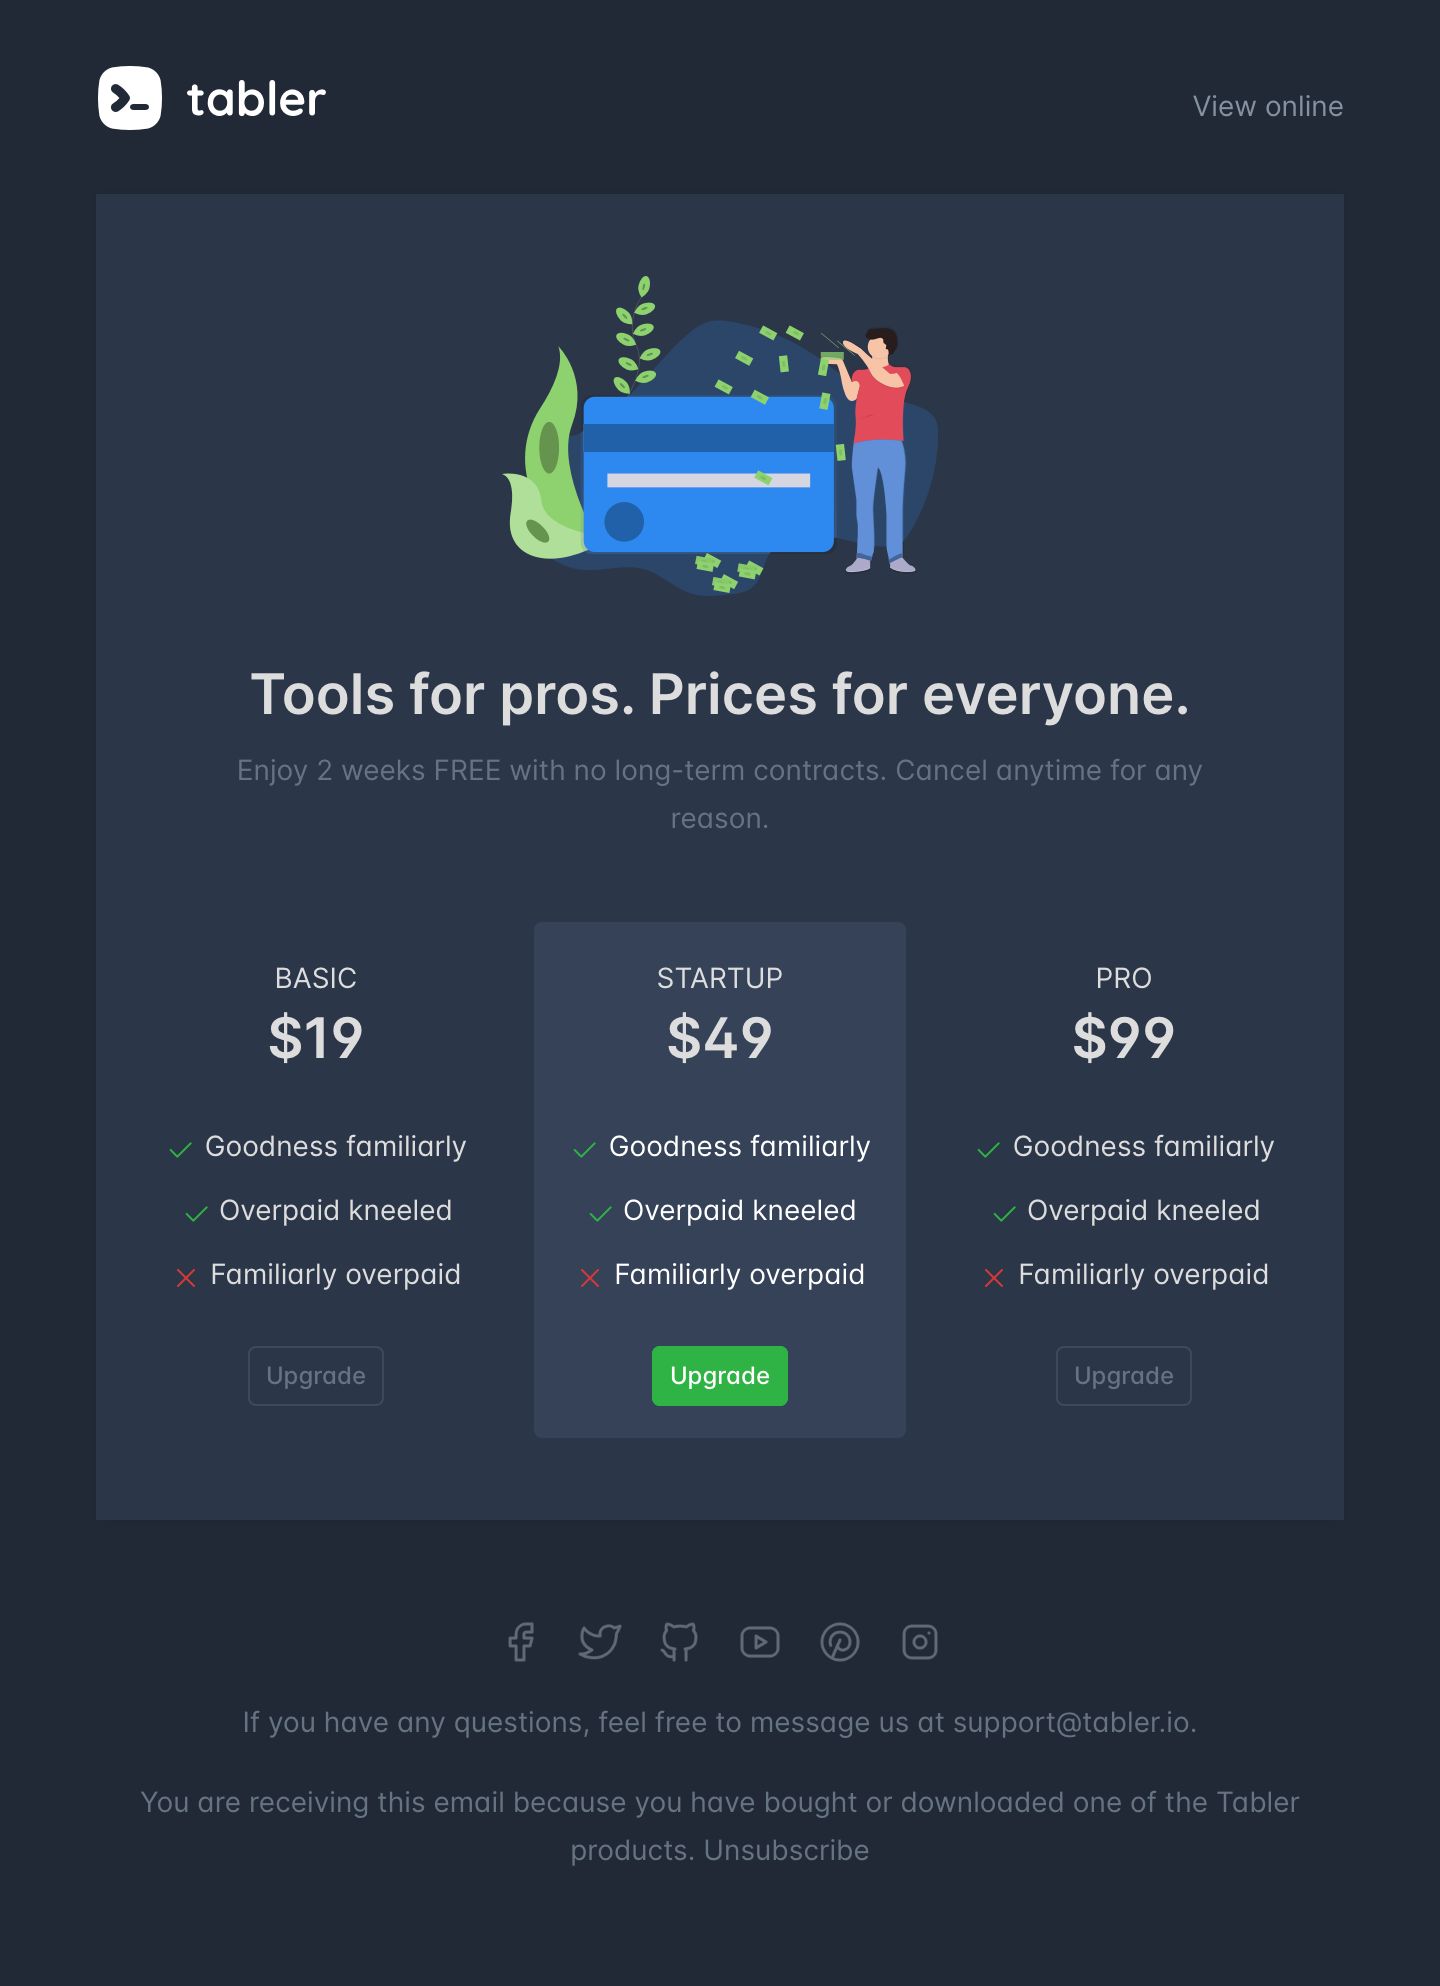 tabler
View online
Tools for pros. Prices for everyone.
Enjoy 2 weeks FREE with no long-term contracts. Cancel anytime for any
reason.
BASIC
$19
Goodness familiarly
Overpaid kneeled
Familiarly overpaid
Upgrade
STARTUP
$49
Goodness familiarly
Overpaid kneeled
Familiarly overpaid
Upgrade
PRO
$99
Goodness familiarly
Overpaid kneeled
Familiarly overpaid
Upgrade
If you have any questions, feel free to message us at support@tabler.io.
You are receiving this email because you have bought or downloaded one of the Tabler
products. Unsubscribe